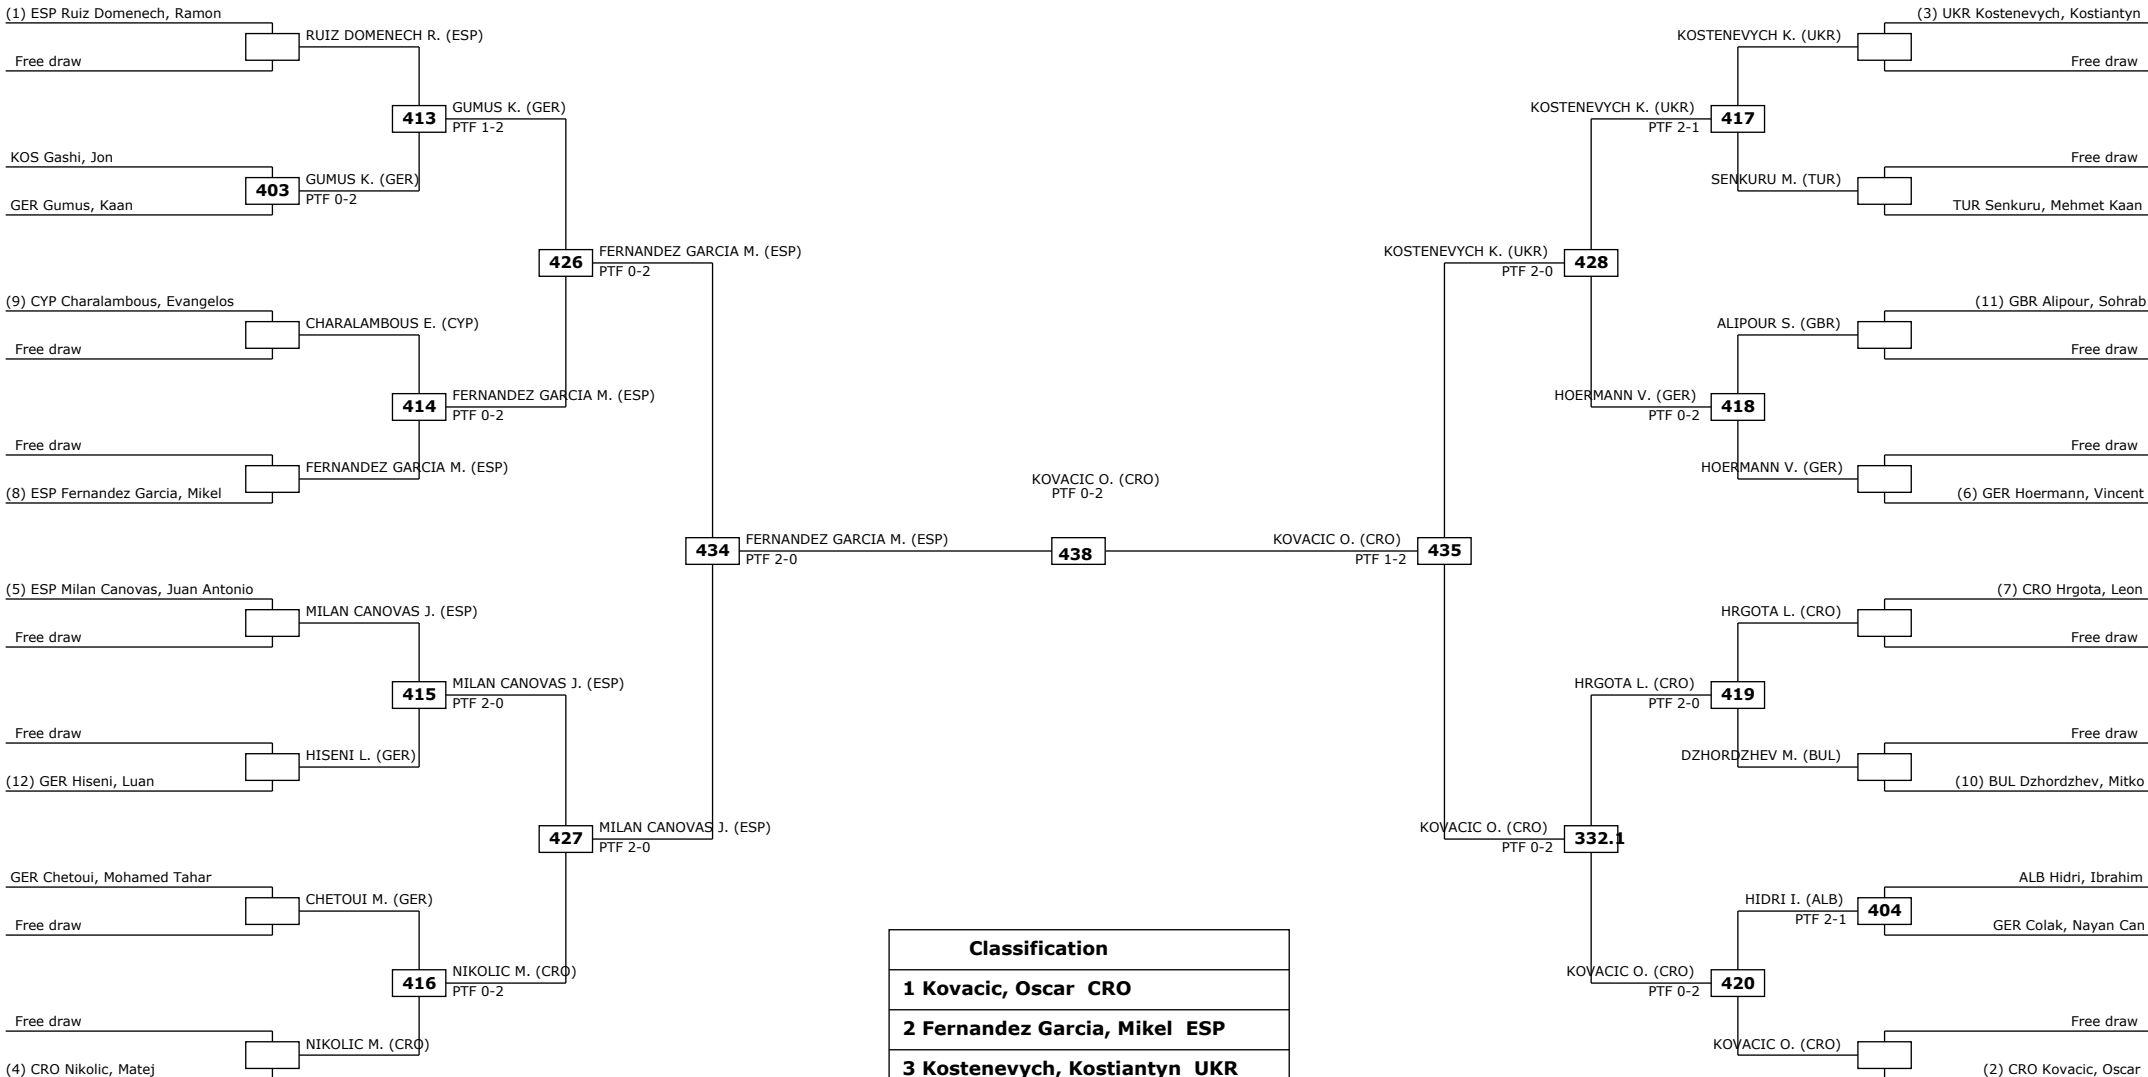 (1) ESP Ruiz Domenech, Ramon
RUIZ DOMENECH R. (ESP)
Free draw
413
GUMUS K. (GER)
PTF 1-2
KOS Gashi, Jon
403
GUMUS K. (GER)
PTF 0-2
GER Gumus, Kaan
426
FERNANDEZ GARCIA M. (ESP)
PTF 0-2
(9) CYP Charalambous, Evangelos
CHARALAMBOUS E. (CYP)
Free draw
414
FERNANDEZ GARCIA M. (ESP)
PTF 0-2
Free draw
FERNANDEZ GARCIA M. (ESP)
(8) ESP Fernandez Garcia, Mikel
434
FERNANDEZ GARCIA M. (ESP)
PTF 2-0
(5) ESP Milan Canovas, Juan Antonio
MILAN CANOVAS J. (ESP)
Free draw
415
MILAN CANOVAS J. (ESP)
PTF 2-0
Free draw
HISENI L. (GER)
(12) GER Hiseni, Luan
427
MILAN CANOVAS J. (ESP)
PTF 2-0
GER Chetoui, Mohamed Tahar
CHETOUI M. (GER)
Free draw
416
NIKOLIC M. (CRO)
PTF 0-2
Free draw
NIKOLIC M. (CRO)
(4) CRO Nikolic, Matej
KOVACIC O. (CRO)
PTF 0-2
438
Classification
1 Kovacic, Oscar CRO
2 Fernandez Garcia, Mikel ESP
3 Kostenevych, Kostiantyn UKR
(3) UKR Kostenevych, Kostiantyn
KOSTENEVYCH K. (UKR)
Free draw
KOSTENEVYCH K. (UKR)
PTF 2-1
417
Free draw
SENKURU M. (TUR)
TUR Senkuru, Mehmet Kaan
KOSTENEVYCH K. (UKR)
PTF 2-0
428
(11) GBR Alipour, Sohrab
ALIPOUR S. (GBR)
Free draw
HOERMANN V. (GER)
PTF 0-2
418
Free draw
HOERMANN V. (GER)
(6) GER Hoermann, Vincent
KOVACIC O. (CRO)
PTF 1-2
435
(7) CRO Hrgota, Leon
HRGOTA L. (CRO)
Free draw
HRGOTA L. (CRO)
PTF 2-0
419
Free draw
DZHORDZHEV M. (BUL)
(10) BUL Dzhordzhev, Mitko
KOVACIC O. (CRO)
PTF 0-2
332.1
ALB Hidri, Ibrahim
HIDRI I. (ALB)
PTF 2-1
404
GER Colak, Nayan Can
KOVACIC O. (CRO)
PTF 0-2
420
Free draw
KOVACIC O. (CRO)
(2) CRO Kovacic, Oscar